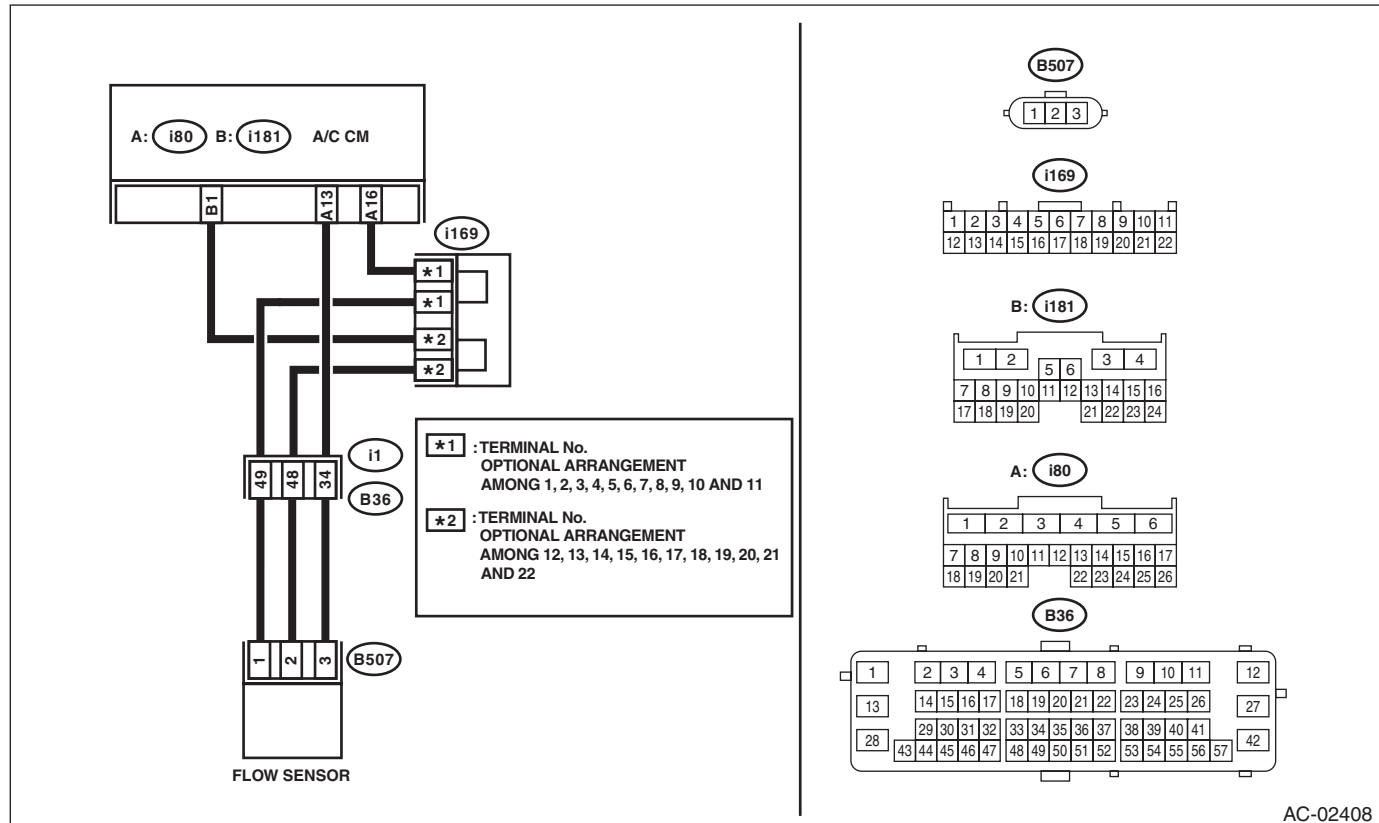 A: i80 B: i181 A/C CM
B1 A13 A16
i169
*1
*1
*2
*2
i1
49 48 34
B36
1 2 3
B507
FLOW SENSOR
*1 :TERMINAL No.
OPTIONAL ARRANGEMENT
AMONG 1, 2, 3, 4, 5, 6, 7, 8, 9, 10 AND 11
*2 :TERMINAL No.
OPTIONAL ARRANGEMENT
AMONG 12, 13, 14, 15, 16, 17, 18, 19, 20, 21
AND 22
B507
1 2 3
i169
1 2 3 4 5 6 7 8 9 10 11
12 13 14 15 16 17 18 19 20 21 22
B: i181
1 2 3 4
5 6
7 8 9 10 11 12 13 14 15 16
17 18 19 20 21 22 23 24
A: i80
1 2 3 4 5 6
7 8 9 10 11 12 13 14 15 16 17
18 19 20 21 22 23 24 25 26
B36
1 2 3 4 5 6 7 8 9 10 11 12
13 14 15 16 17 18 19 20 21 22 23 24 25 26 27
28 29 30 31 32 33 34 35 36 37 38 39 40 41 42
43 44 45 46 47 48 49 50 51 52 53 54 55 56 57
AC-02408